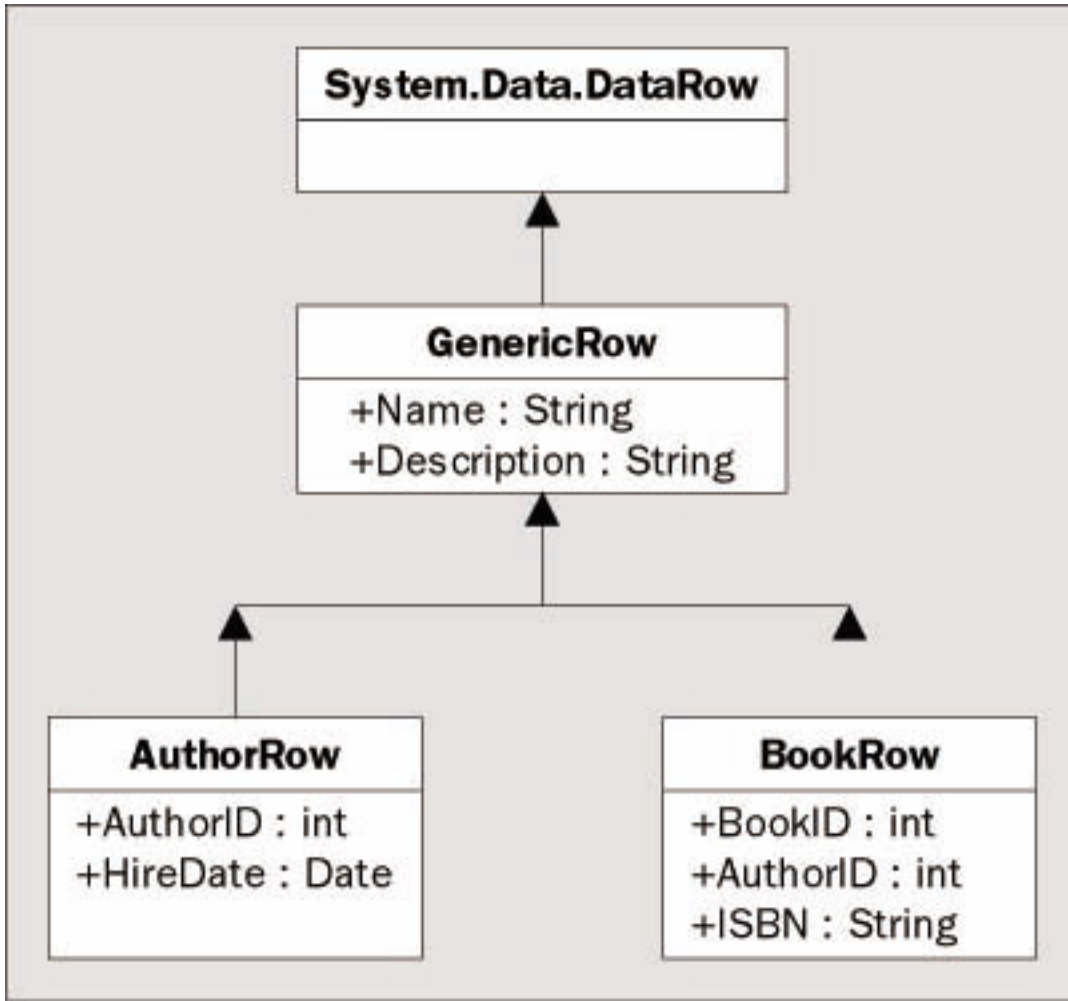 System.Data.DataRow
GenericRow
+Name : String
+Description : String
AuthorRow
+AuthorID : int
+HireDate : Date
BookRow
+BookID : int
+AuthorID : int
+ISBN : String